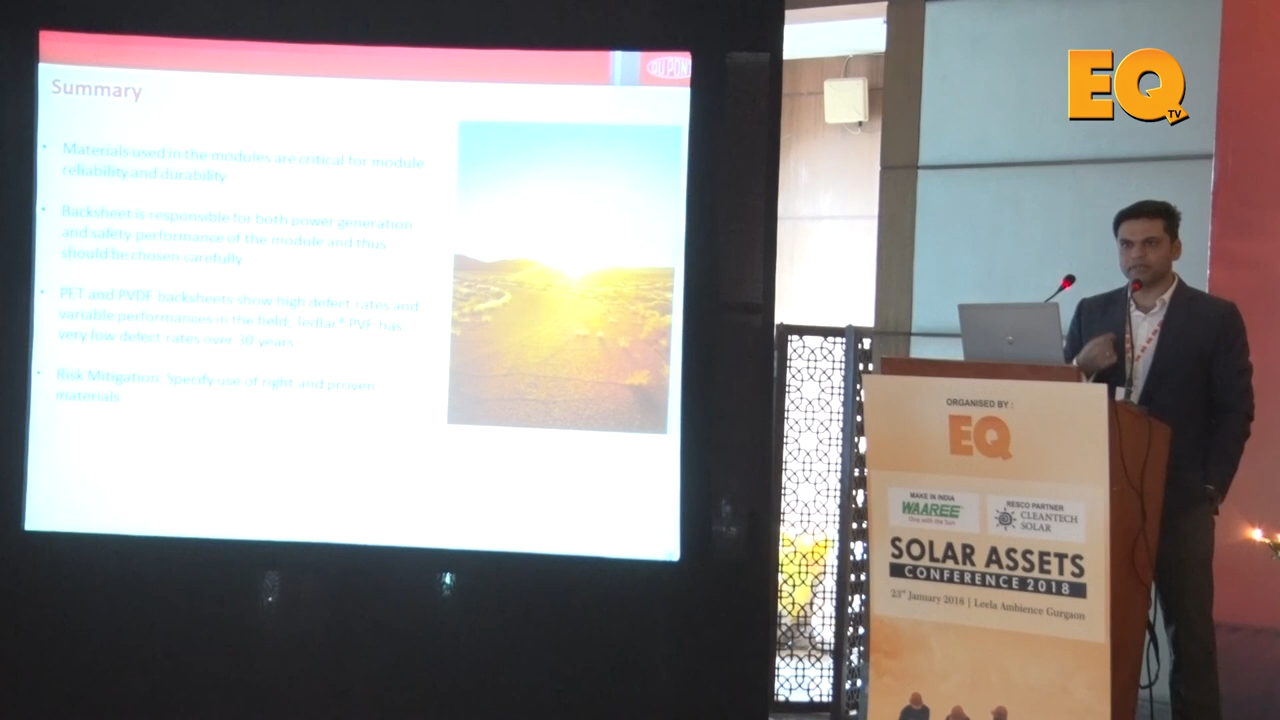 DU PONT
Summary
• Materials used in the modules are critical for module
reliability and durability
• Backsheet is responsible for both power generation
and safety performance of the module and thus
should be chosen carefully
• PET and PVDF backsheets show high defect rates and
variable performances in the field; Tedlar® PVF has
very low defect rates over 30 years
• Risk Mitigation: Specify use of right and proven
materials
EQ
TV
ORGANISED BY :
EQ
MAKE IN INDIA
WAAREE
One with the Sun
RESCO PARTNER
CLEANTECH
SOLAR
SOLAR ASSETS
CONFERENCE 2018
23rd January 2018 | Leela Ambience Gurgaon